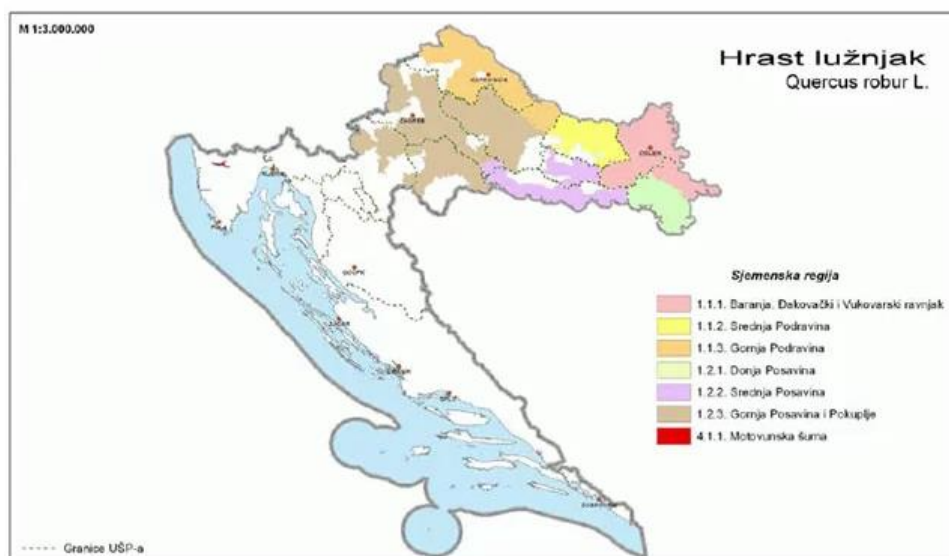 M 1:3.000.000
Hrast lužnjak
Quercus robur L.
ZAGREB
OSIJEK
Sjemenska regija
1.1.1. Baranja, Đakovački i Vukovarski ravnjak
1.1.2. Srednja Podravina
1.1.3. Gornja Podravina
1.2.1. Donja Posavina
1.2.2. Srednja Posavina
1.2.3. Gornja Posavina i Pokuplje
4.1.1. Motovunska šuma
Granice UŠP-a